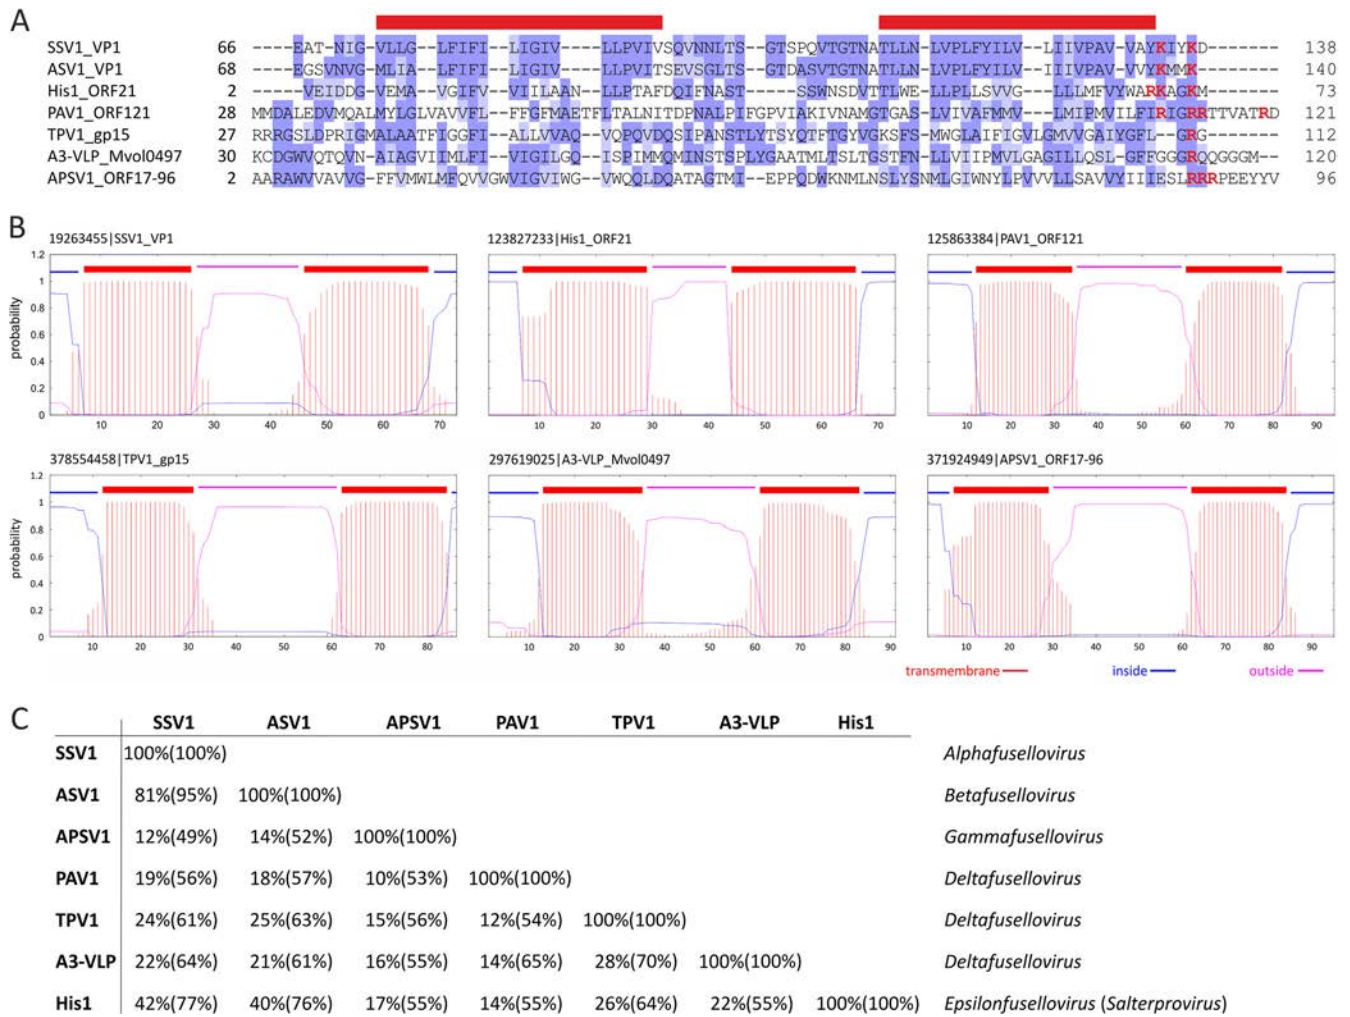 A
SSV1_VP1 66 ----EAT-NIG-VLLG--LFIFI---LIGIV----LLPVIVSQVNNLTS-GTSPQVTGTNATLLN-LVPLFYILV---LIIVPAV-VAYKIYKD------- 138
ASV1_VP1 68 ----EGSVNVG-MLIA--LFIFI---LIGIV----LLPVITSEVSGLTS-GTDASVTGTNATLLN-LVPLFYILV---IIIVPAV-VVYKMMK-------- 140
His1_ORF21 2 -----VEIDDG-VEMA--VGIFV---VIILAAN--LLPTAFDQIFNAST----SSWNSDVTTLWE-LLPLLSVVG---LLLMFVYWARKAGKM------- 73
PAV1_ORF121 28 MMDALEDVMQALMYLGLVAVVFL--FFGFMAETFLTALNITDPNALPIFGPVIAKIVNAMGTGAS-LVIVAFMMV---LMIPMVILFIRIGRRTTVATRD 121
TPV1_gp15 27 RRRGSLDPRIGMALAATFIGGFI---ALLVVAQ--VQPQVDQSIPANSTLYTSYQTFTGYVGKSFS-MWGLAIFIGVLGMVVGAIYGFL-GRG------- 112
A3-VLP_Mvol0497 30 KCDGWVQTQVN-AIAGVIIMLFI---VIGILGQ--ISPIMMQMINSTSPLYGAATMLTSLTGSTFN-LLVIIPMVLGAGILLQSL-GFFGGGRQQGGGM--- 120
APSV1_ORF17-96 2 AARAWVVAVVG-FFVMWLMFQVVGWVIGVIWG--VWQQLDQATAGTMI--EPPQDWKNMLNSLYSNMLGIWNYLPVVVLLSAVVYIIIESLRRRPEEYYV 96
B
19263455|SSV1_VP1 123827233|His1_ORF21 125863384|PAV1_ORF121
probability
1.2
1
0.8
0.6
0.4
0.2
0
10 20 30 40 50 60 70 10 20 30 40 50 60 70 10 20 30 40 50 60 70 80 90
378554458|TPV1_gp15 297619025|A3-VLP_Mvol0497 371924949|APSV1_ORF17-96
probability
1.2
1
0.8
0.6
0.4
0.2
0
10 20 30 40 50 60 70 80 10 20 30 40 50 60 70 80 90 10 20 30 40 50 60 70 80 90
transmembrane inside outside
C
SSV1 ASV1 APSV1 PAV1 TPV1 A3-VLP His1
SSV1 100%(100%) Alphafusellovirus
ASV1 81%(95%) 100%(100%) Betafusellovirus
APSV1 12%(49%) 14%(52%) 100%(100%) Gammafusellovirus
PAV1 19%(56%) 18%(57%) 10%(53%) 100%(100%) Deltafusellovirus
TPV1 24%(61%) 25%(63%) 15%(56%) 12%(54%) 100%(100%) Deltafusellovirus
A3-VLP 22%(64%) 21%(61%) 16%(55%) 14%(65%) 28%(70%) 100%(100%) Deltafusellovirus
His1 42%(77%) 40%(76%) 17%(55%) 14%(55%) 26%(64%) 22%(55%) 100%(100%) Epsilonfusellovirus (Salterprovirus)